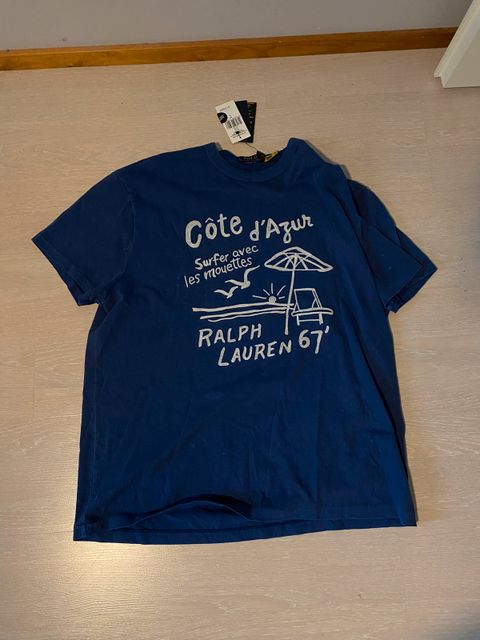 Côte d'Azur
Surfer avec
les mouettes
RALPH
LAUREN 67'